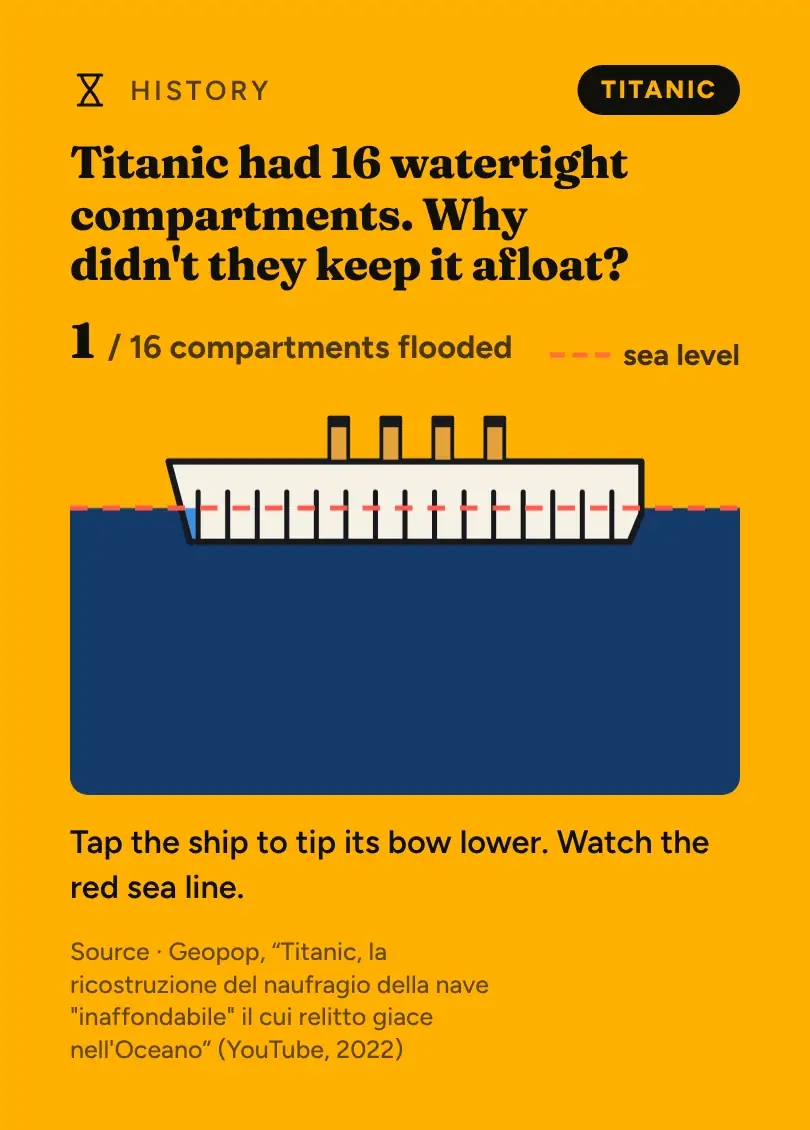 HISTORY
TITANIC
Titanic had 16 watertight
compartments. Why
didn't they keep it afloat?
1 / 16 compartments flooded
sea level
Tap the ship to tip its bow lower. Watch the
red sea line.
Source · Geopop, “Titanic, la
ricostruzione del naufragio della nave
"inaffondabile" il cui relitto giace
nell'Oceano” (YouTube, 2022)